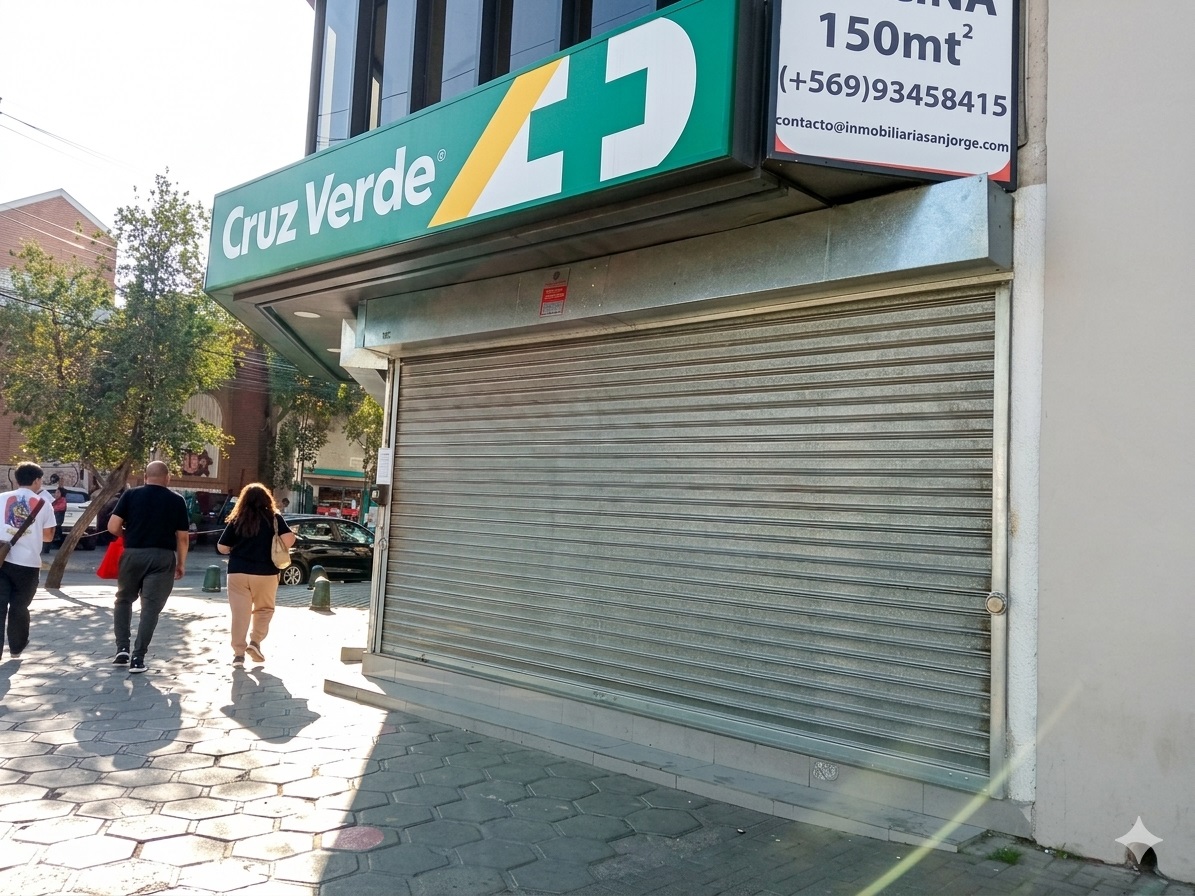 Cruz Verde©
150mt²
(+569)93458415
contacto@inmobiliariasanjorge.com